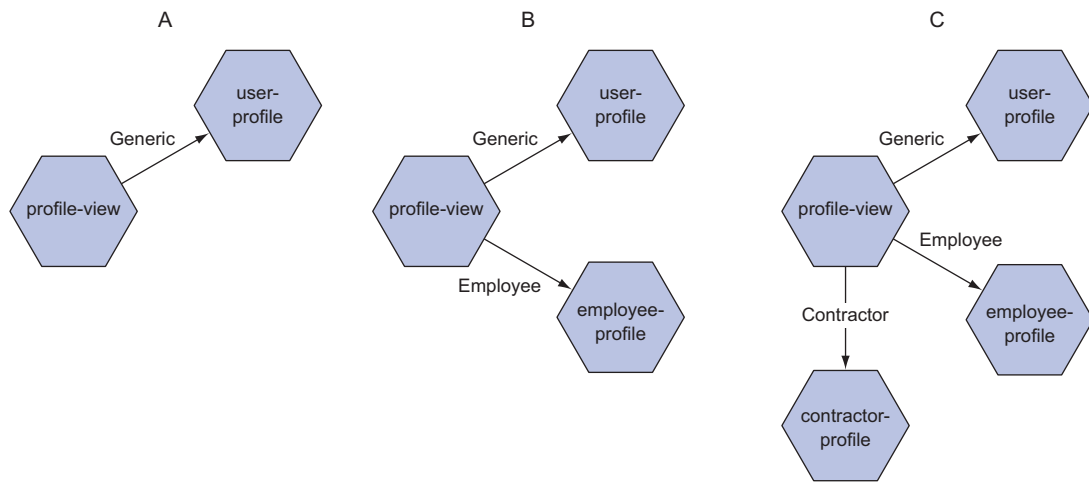 A
user-
profile
Generic
profile-view
B
user-
profile
Generic
profile-view
Employee
employee-
profile
C
user-
profile
Generic
profile-view
Employee
Contractor
employee-
profile
contractor-
profile